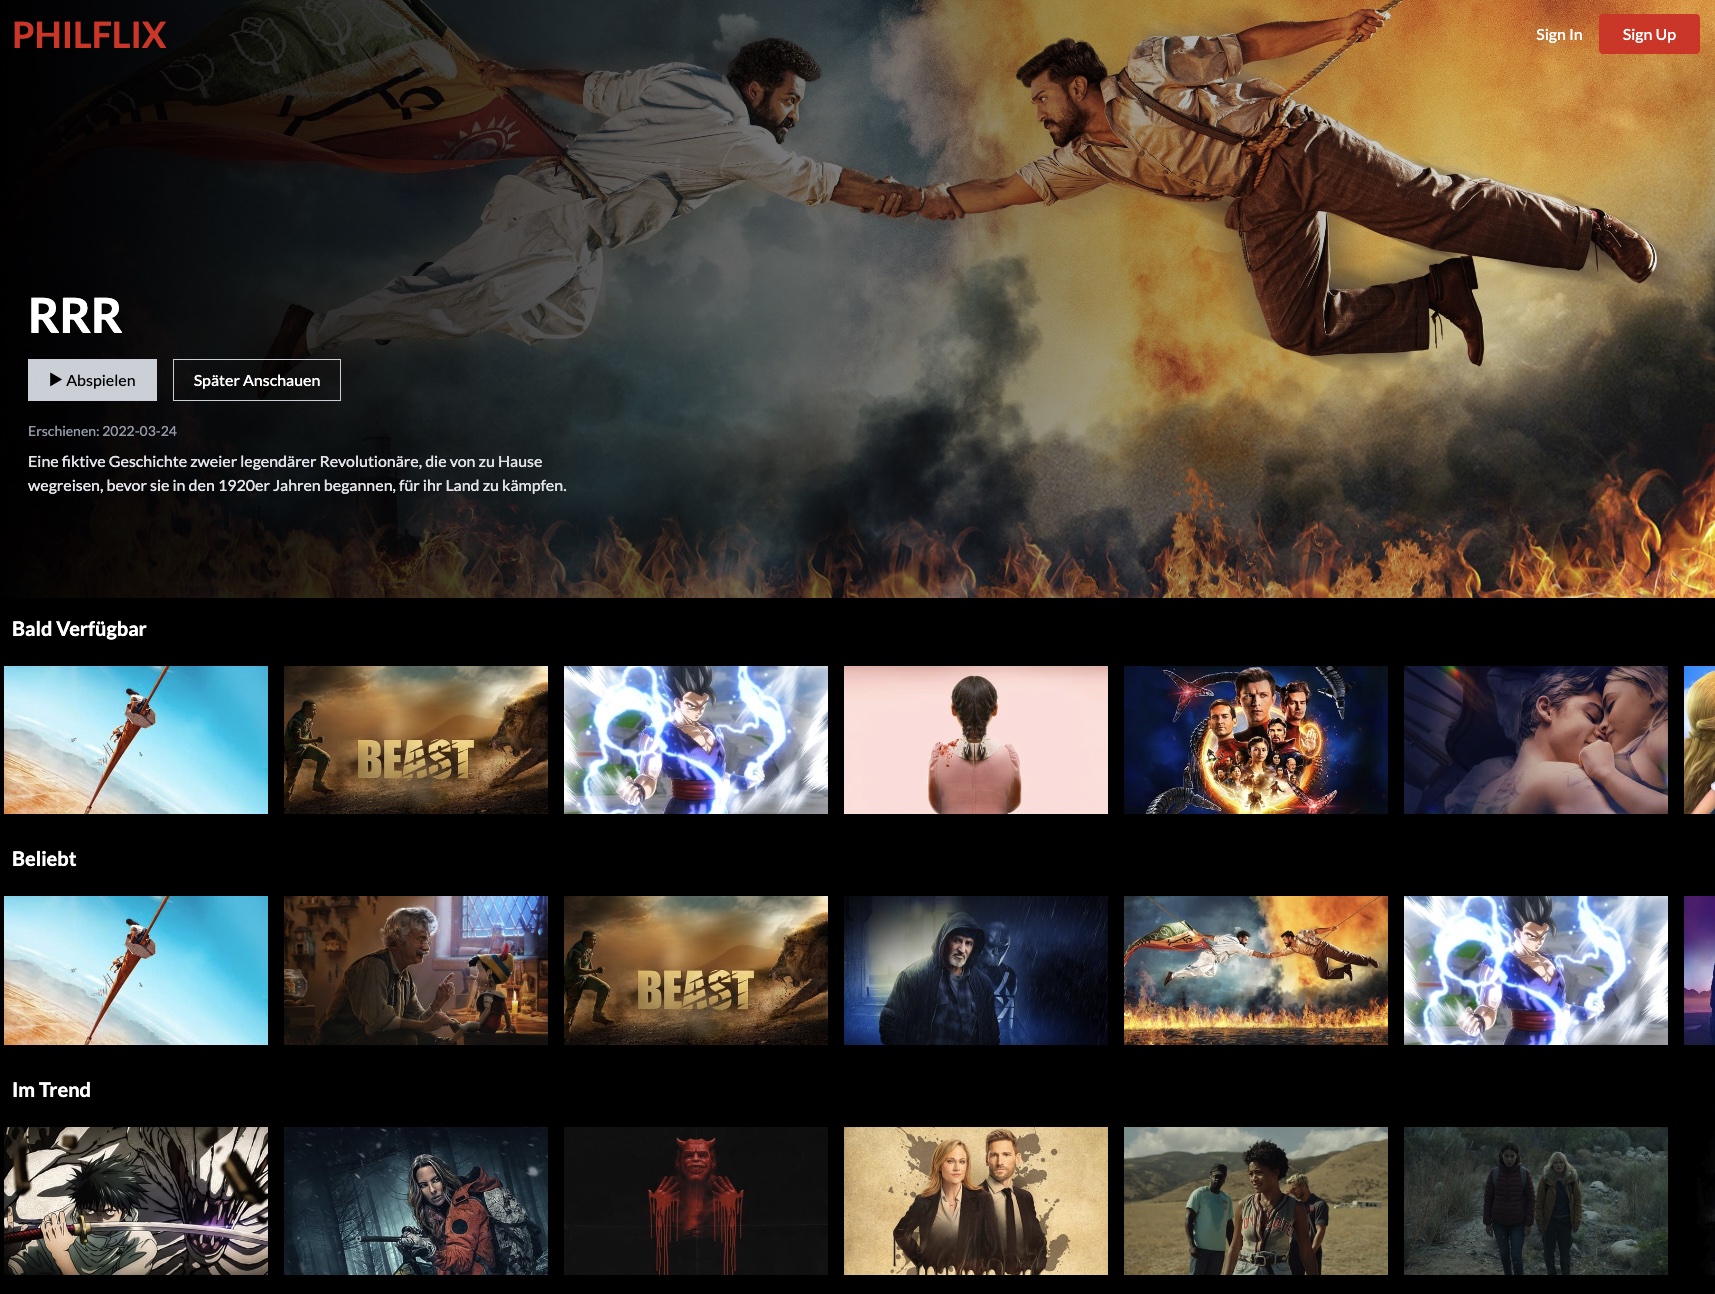 PHILFLIX
Sign In
Sign Up
RRR
Abspielen
Später Anschauen
Erschienen: 2022-03-24
Eine fiktive Geschichte zweier legendärer Revolutionäre, die von zu Hause
wegreisen, bevor sie in den 1920er Jahren begannen, für ihr Land zu kämpfen.
Bald Verfügbar
BEAST
Beliebt
BEAST
Im Trend